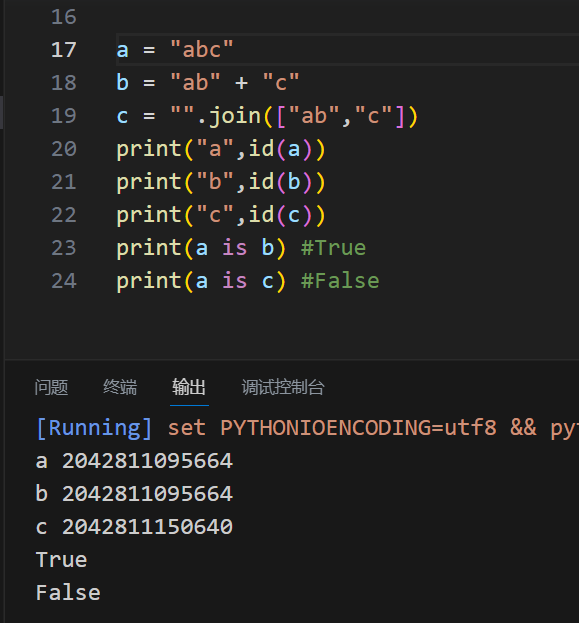 16
17 a = "abc"
18 b = "ab" + "c"
19 c = "".join(["ab","c"])
20 print("a",id(a))
21 print("b",id(b))
22 print("c",id(c))
23 print(a is b) #True
24 print(a is c) #False
问题 终端 输出 调试控制台
[Running] set PYTHONIOENCODING=utf8 && pyt
a 2042811095664
b 2042811095664
c 2042811150640
True
False